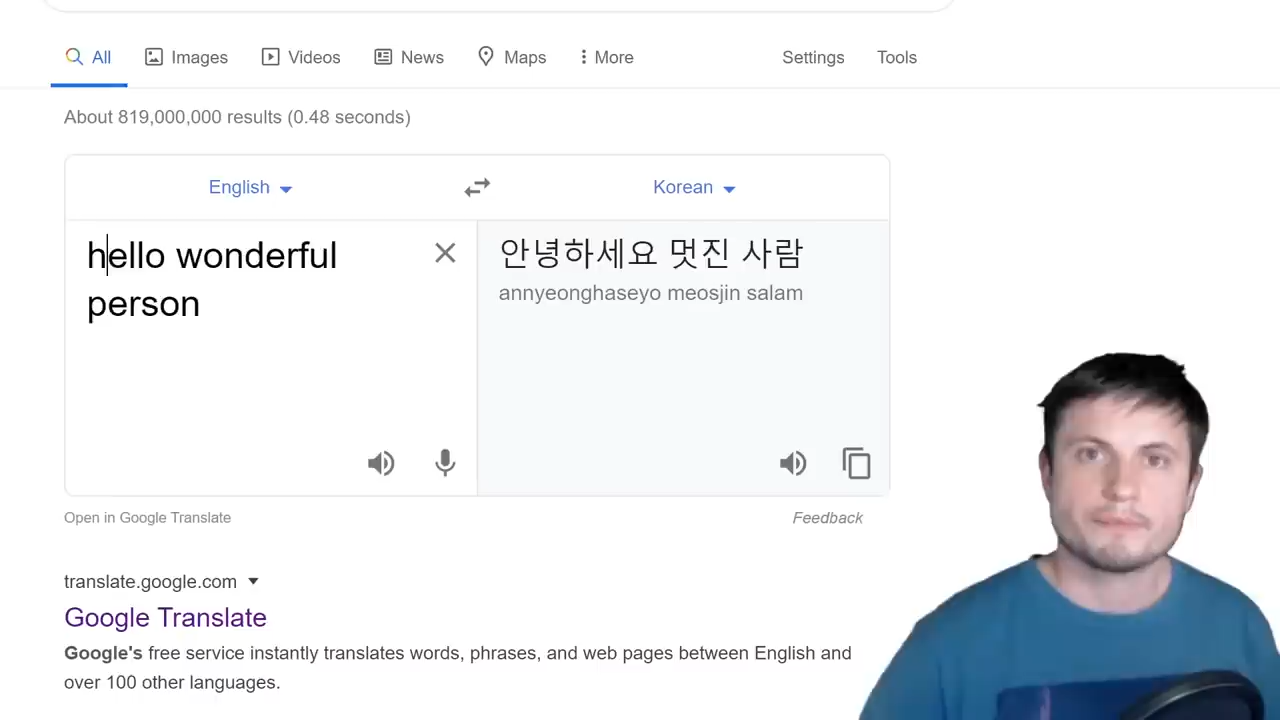 All Images Videos News Maps More Settings Tools
About 819,000,000 results (0.48 seconds)
English Korean
hello wonderful
person
안녕하세요 멋진 사람
annyeonghaseyo meosjin salam
Open in Google Translate Feedback
translate.google.com
Google Translate
Google's free service instantly translates words, phrases, and web pages between English and
over 100 other languages.